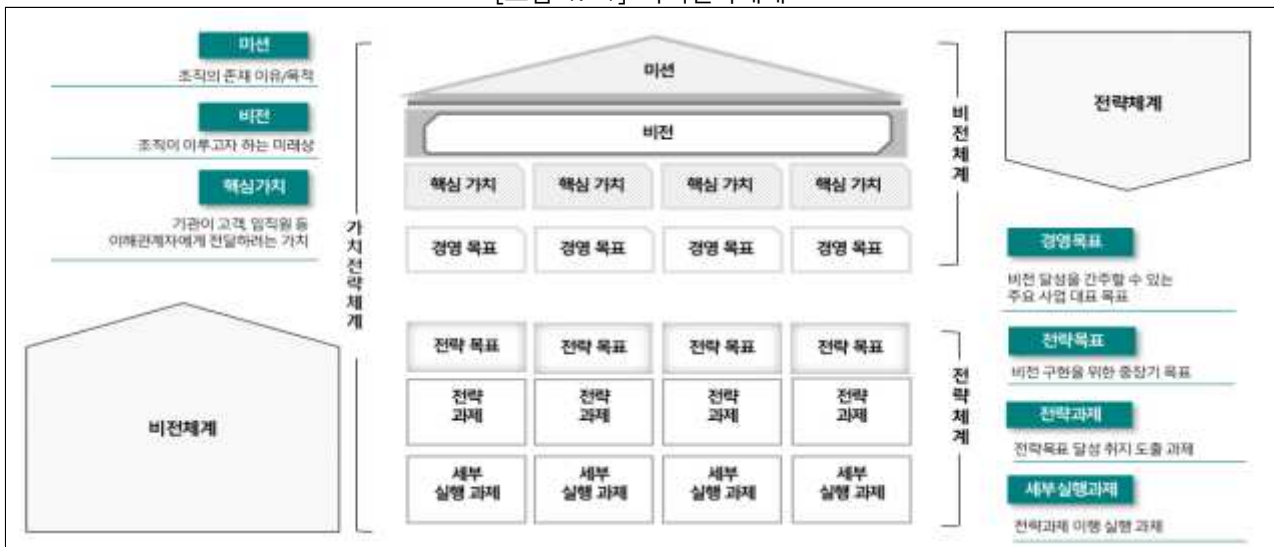 미션
조직의 존재 이유/목적
비전
조직이 이루고자 하는 미래상
핵심가치
기관이 고객, 임직원 등
이해관계자에게 전달하려는 가치
비전체계
가치전략체계
미션
비전
핵심 가치 핵심 가치 핵심 가치 핵심 가치
경영 목표 경영 목표 경영 목표 경영 목표
전략 목표 전략 목표 전략 목표 전략 목표
전략 전략 전략 전략
과제 과제 과제 과제
세부 세부 세부 세부
실행 과제 실행 과제 실행 과제 실행 과제
비전체계
전략체계
전략체계
경영목표
비전 달성을 간주할 수 있는
주요 사업 대표 목표
전략목표
비전 구현을 위한 중장기 목표
전략과제
전략목표 달성 취지 도출 과제
세부실행과제
전략과제 이행 실행 과제